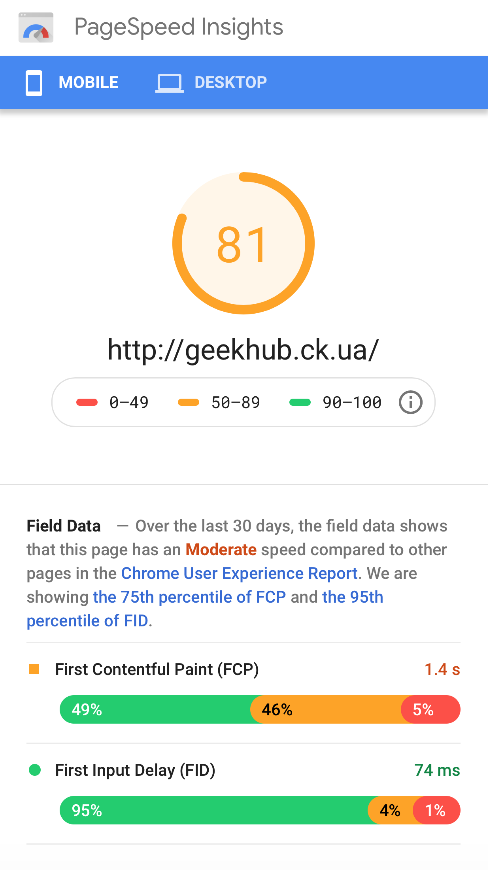 PageSpeed Insights
MOBILE DESKTOP
81
http://geekhub.ck.ua/
0–49 50–89 90–100
Field Data — Over the last 30 days, the field data shows
that this page has an Moderate speed compared to other
pages in the Chrome User Experience Report. We are
showing the 75th percentile of FCP and the 95th
percentile of FID.
First Contentful Paint (FCP) 1.4 s
49% 46% 5%
First Input Delay (FID) 74 ms
95% 4% 1%